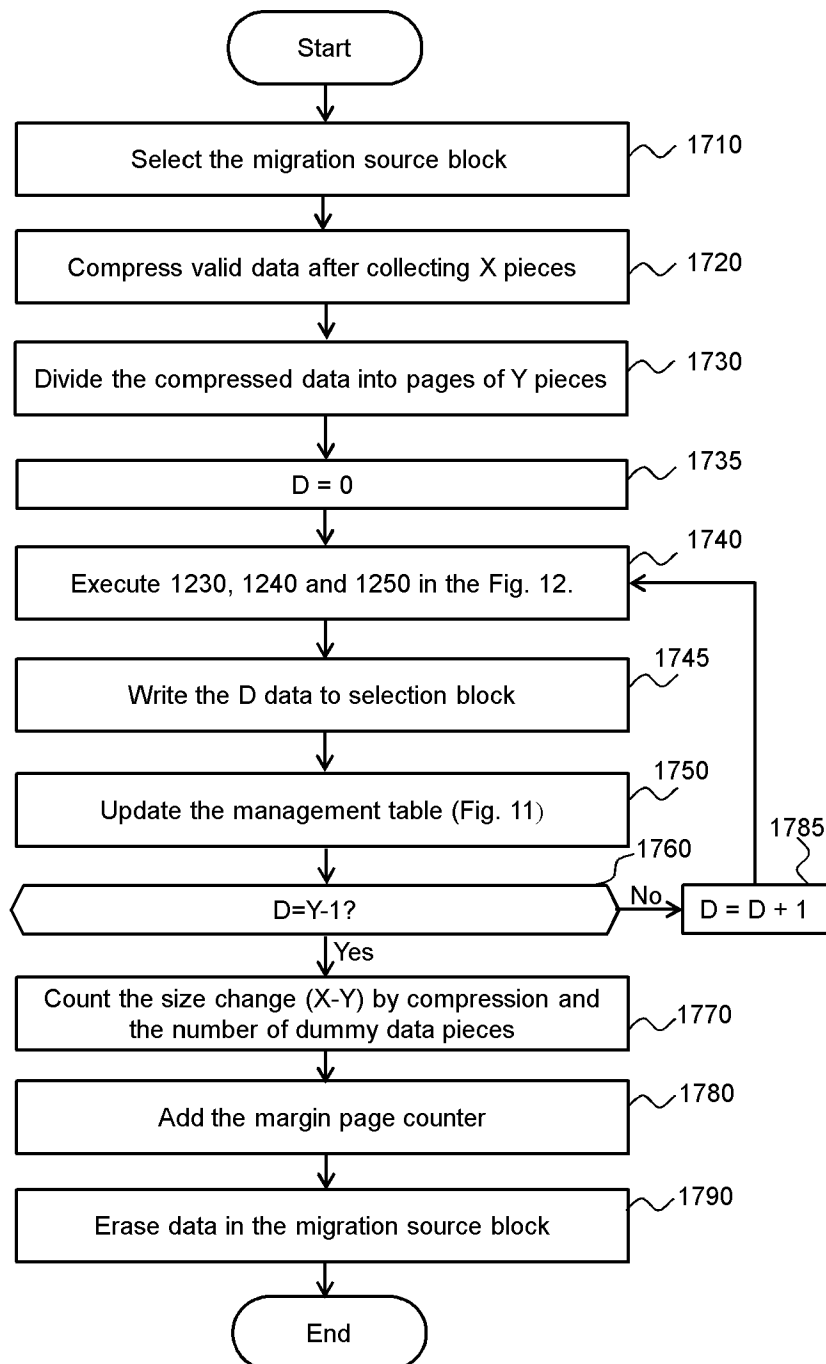 Start
Select the migration source block
1710
Compress valid data after collecting X pieces
1720
Divide the compressed data into pages of Y pieces
1730
D = 0
1735
Execute 1230, 1240 and 1250 in the Fig. 12.
1740
Write the D data to selection block
1745
Update the management table (Fig. 11)
1750
D=Y-1?
1760
No
D = D + 1
1785
Yes
Count the size change (X-Y) by compression and
the number of dummy data pieces
1770
Add the margin page counter
1780
Erase data in the migration source block
1790
End